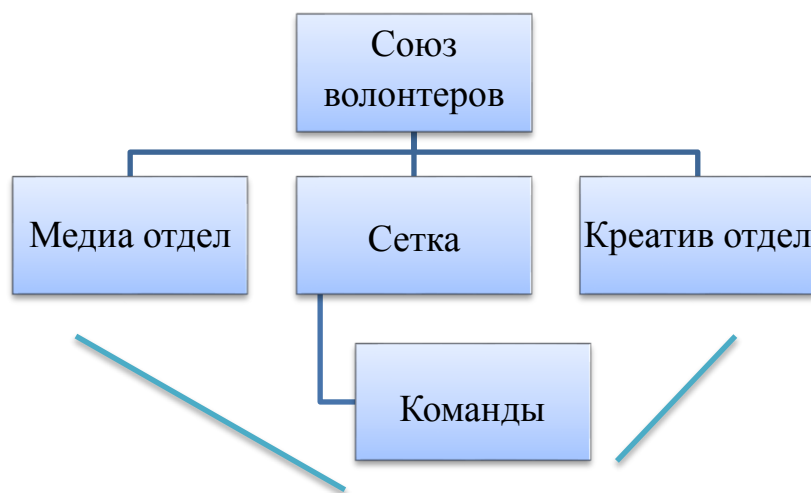 Союз
волонтеров
Медиа отдел
Сетка
Креатив отдел
Команды